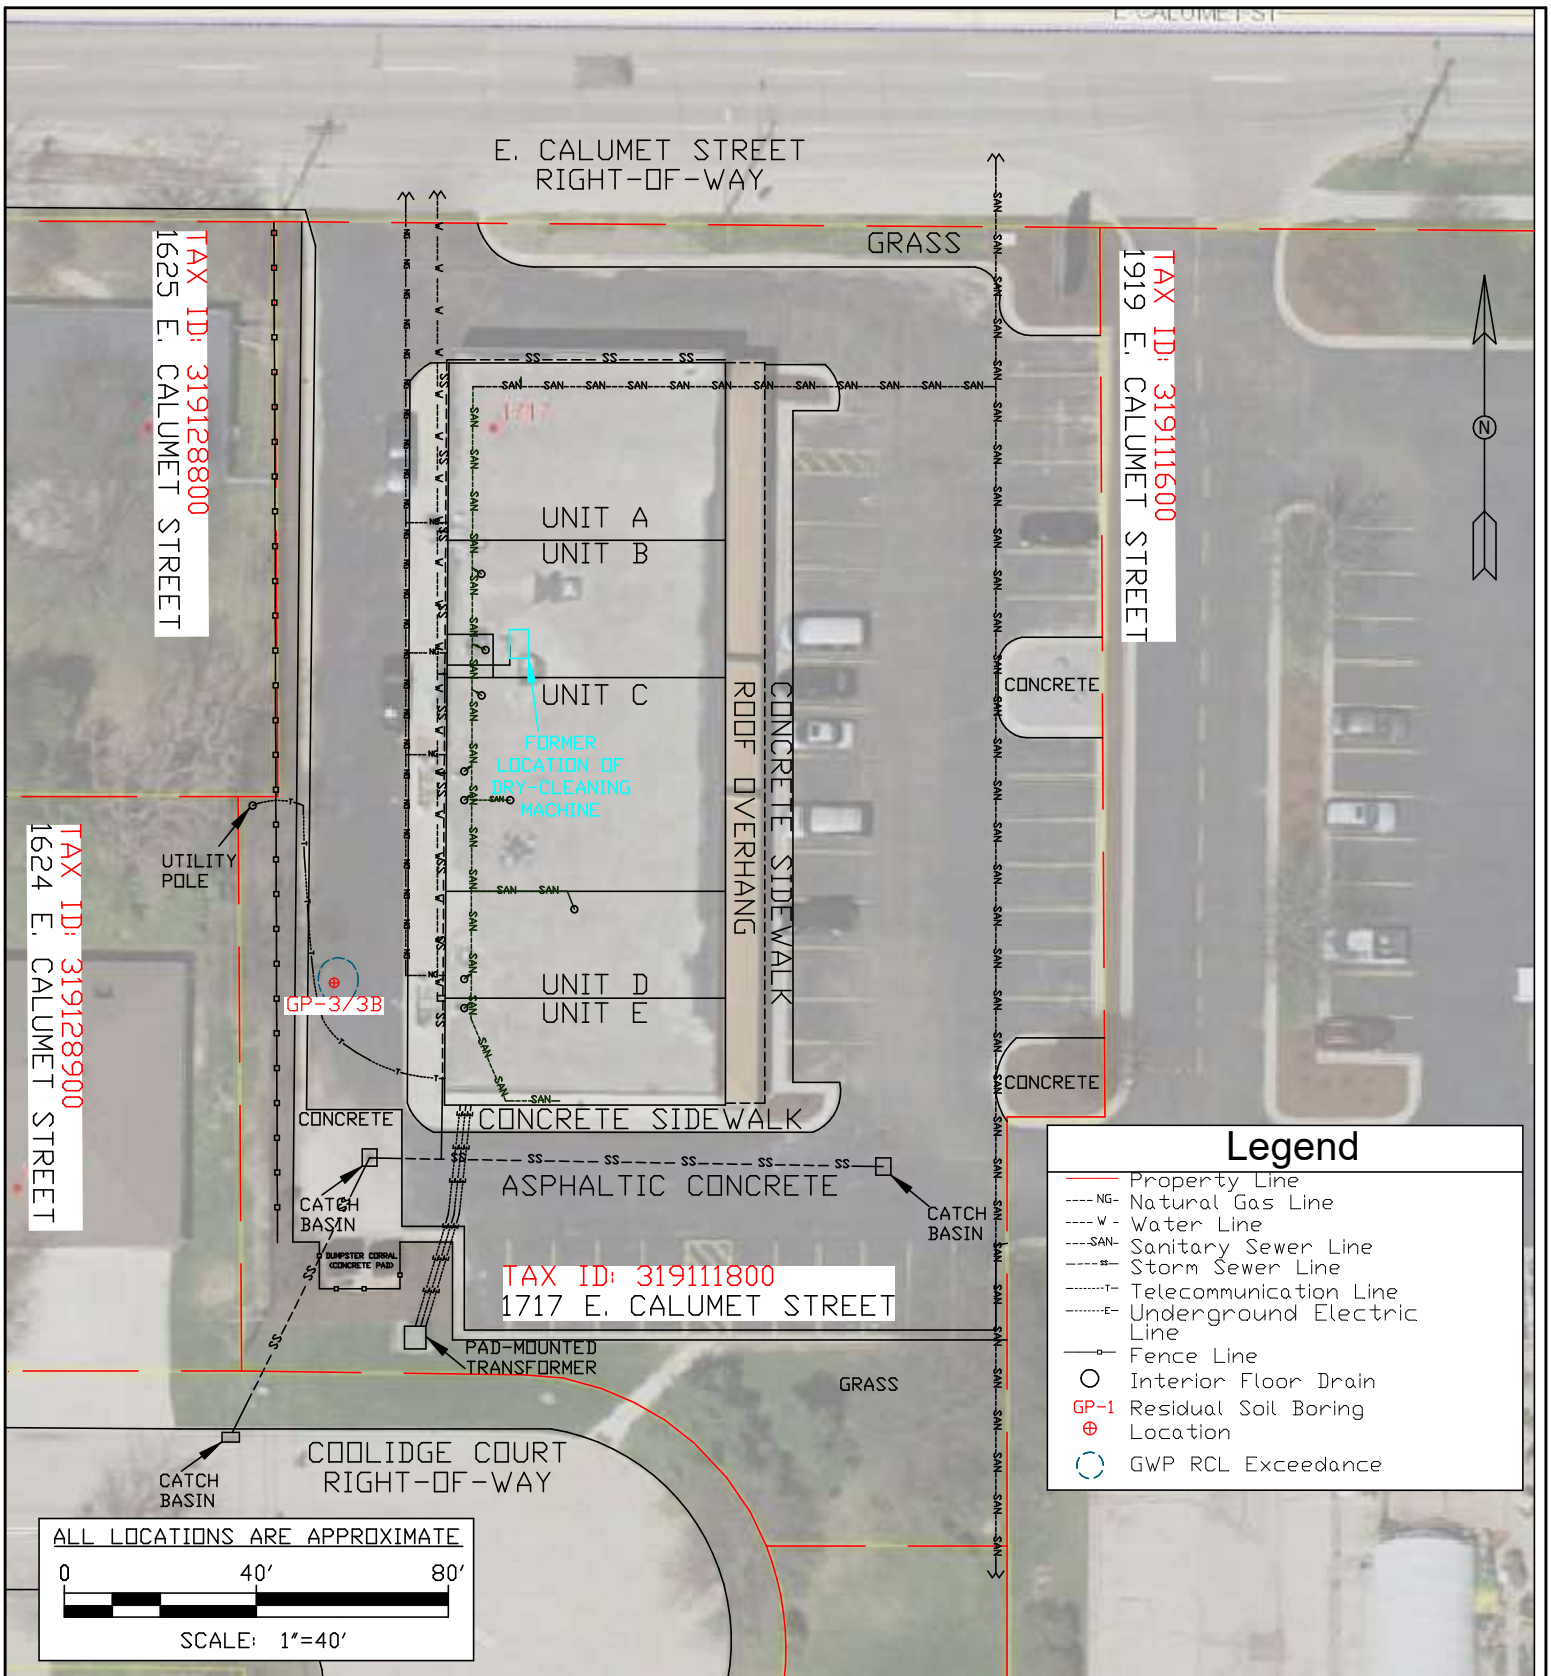 E CALUMET ST
E. CALUMET STREET
RIGHT-OF-WAY
GRASS
TAX ID: 319128800
1625 E. CALUMET STREET
TAX ID: 319111600
1919 E. CALUMET STREET
N
1717
UNIT A
UNIT B
UNIT C
FORMER
LOCATION OF
DRY-CLEANING
MACHINE
ROOF OVERHANG
CONCRETE SIDEWALK
CONCRETE
UTILITY
POLE
TAX ID: 319128900
1624 E. CALUMET STREET
GP-3/3B
UNIT D
UNIT E
CONCRETE
CONCRETE
CONCRETE SIDEWALK
ASPHALTIC CONCRETE
CATCH
BASIN
CATCH
BASIN
DUMPSTER CORRAL
(CONCRETE PAD)
TAX ID: 319111800
1717 E. CALUMET STREET
PAD-MOUNTED
TRANSFORMER
GRASS
COOLIDGE COURT
RIGHT-OF-WAY
CATCH
BASIN
Legend
Property Line
NG Natural Gas Line
W Water Line
SAN Sanitary Sewer Line
SS Storm Sewer Line
T Telecommunication Line
E Underground Electric
Line
Fence Line
Interior Floor Drain
GP-1 Residual Soil Boring
Location
GWP RCL Exceedance
ALL LOCATIONS ARE APPROXIMATE
0 40' 80'
SCALE: 1"=40'